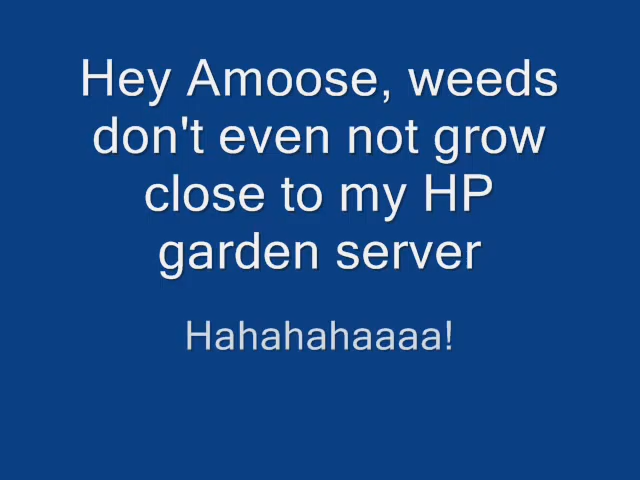 Hey Amoose, weeds
don't even not grow
close to my HP
garden server
Hahahahaaaa!